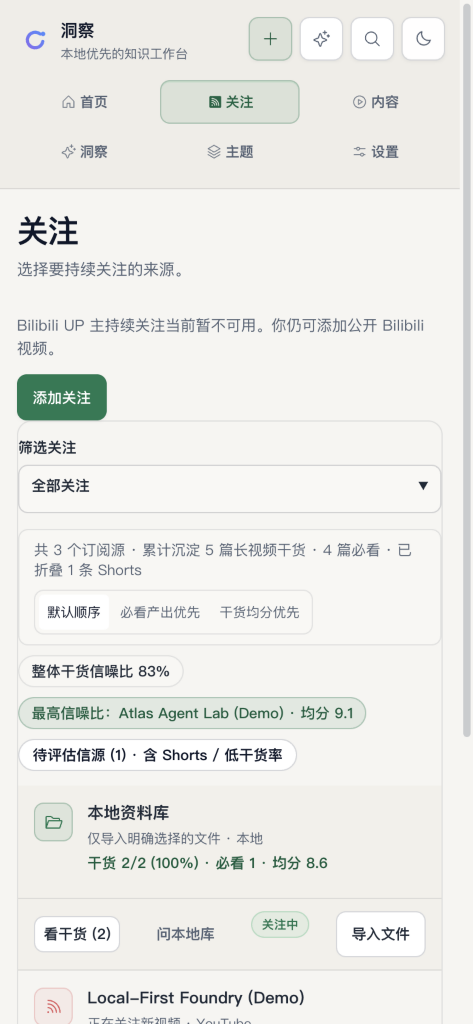 洞察
本地优先的知识工作台
首页
关注
内容
洞察
主题
设置
关注
选择要持续关注的来源。
Bilibili UP 主持续关注当前暂不可用。你仍可添加公开 Bilibili
视频。
添加关注
筛选关注
全部关注
共 3 个订阅源 · 累计沉淀 5 篇长视频干货 · 4 篇必看 · 已
折叠 1 条 Shorts
默认顺序 必看产出优先 干货均分优先
整体干货信噪比 83%
最高信噪比：Atlas Agent Lab (Demo) · 均分 9.1
待评估信源 (1) · 含 Shorts / 低干货率
本地资料库
仅导入明确选择的文件 · 本地
干货 2/2 (100%) · 必看 1 · 均分 8.6
看干货 (2)
问本地库
关注中
导入文件
Local-First Foundry (Demo)
正在关注新视频 · YouTube